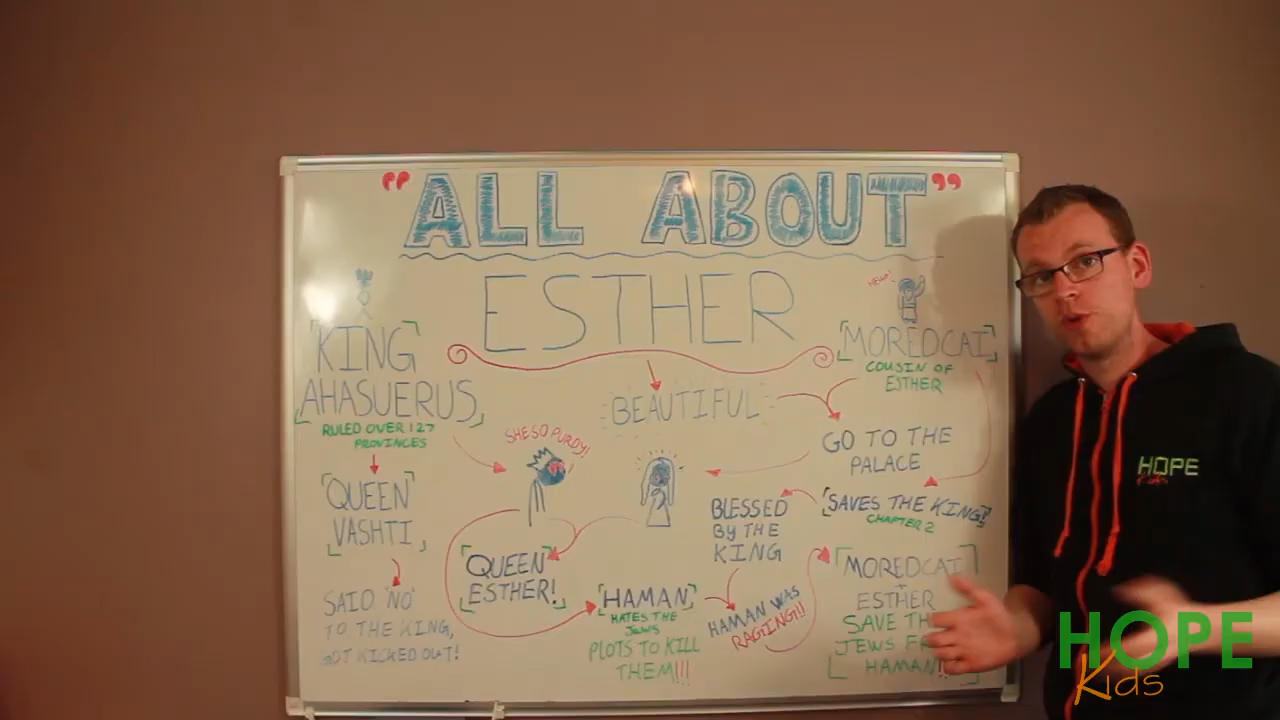 "ALL ABOUT"
ESTHER
KING
AHASUERUS
RULED OVER 127
PROVINCES
QUEEN
VASHTI
SAID 'NO'
TO THE KING,
GOT KICKED OUT!
SHE SO PURDY!
BEAUTIFUL
QUEEN
ESTHER!
HELLO!
MOREDCAI
COUSIN OF
ESTHER
GO TO THE
PALACE
SAVES THE KING!!
CHAPTER 2
BLESSED
BY THE
KING
HAMAN
HATES THE
JEWS
PLOTS TO KILL
THEM!!!
HAMAN WAS
RAGING!!
MOREDCAI
+
ESTHER
SAVE THE
JEWS
HAMAN!!
HOPE
Kids
HOPE
Kids